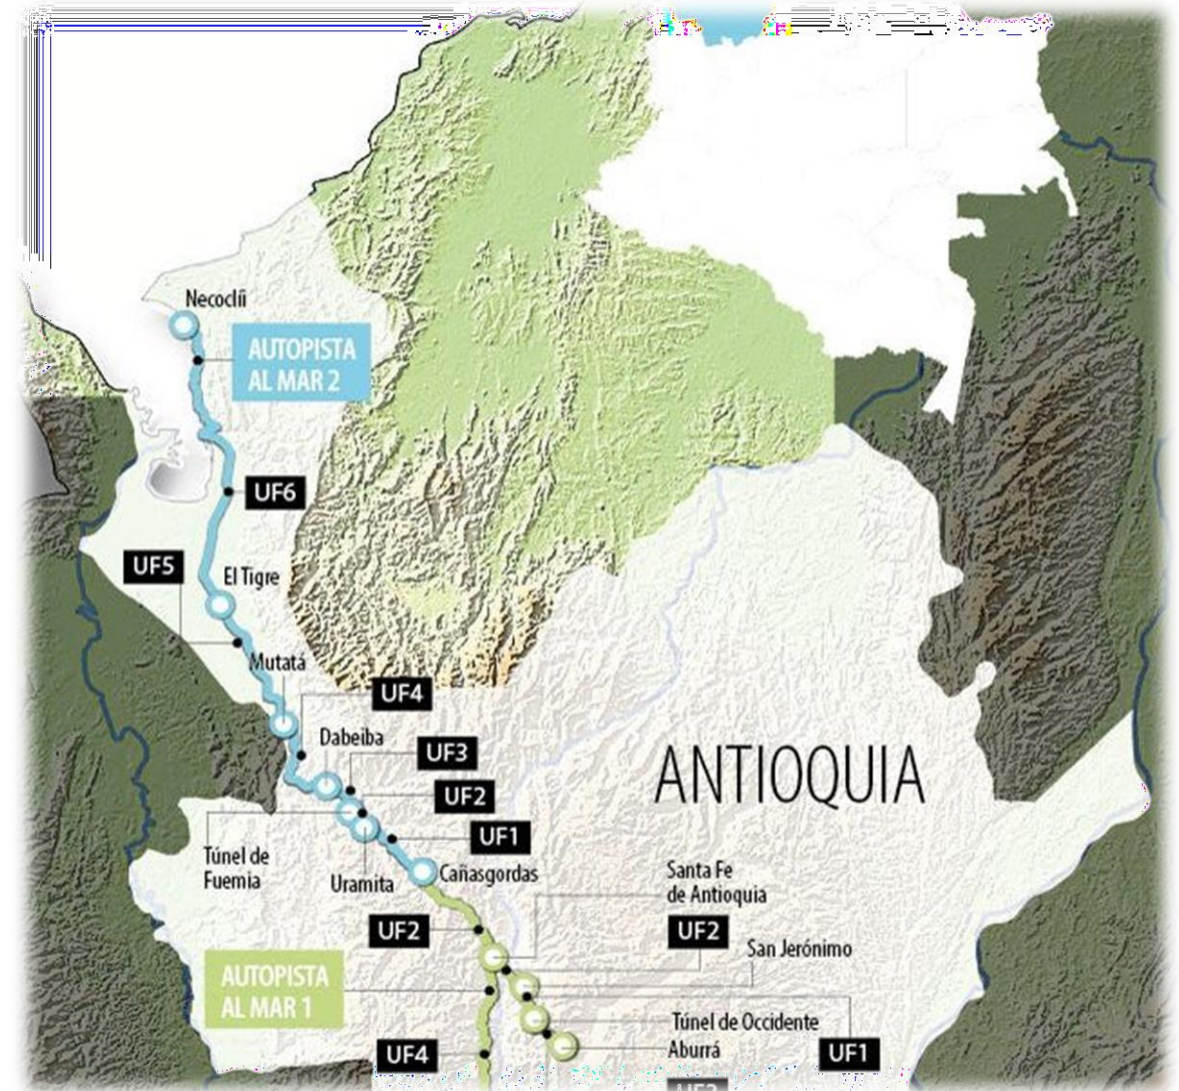 Necoclíi
AUTOPISTA
AL MAR 2
UF6
UF5
El Tigre
Mutatá
UF4
Dabeiba
UF3
UF2
UF1
Túnel de
Fuemia
Uramita
Cañasgordas
ANTIOQUIA
Santa Fe
de Antioquia
UF2
UF2
San Jerónimo
AUTOPISTA
AL MAR 1
Túnel de Occidente
Aburrá
UF4
UF1